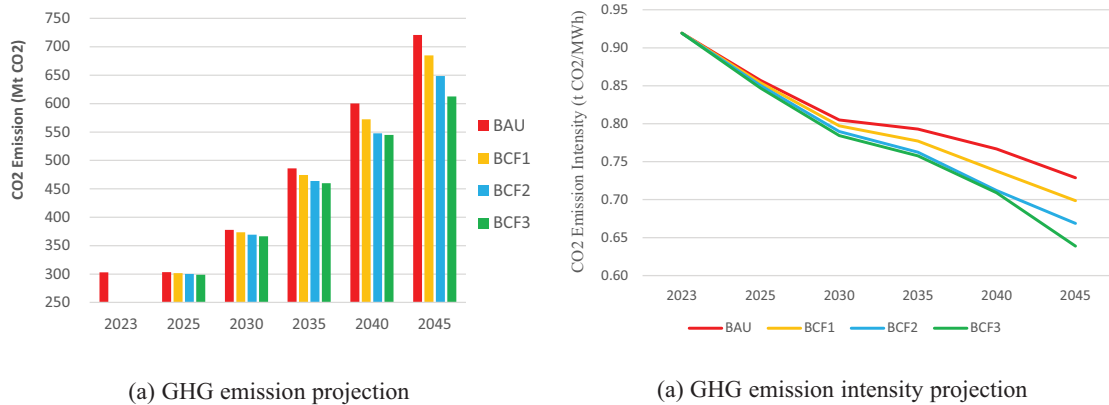 750
700
650
600
550
500
450
400
350
300
250
CO2 Emission (Mt CO2)
2023 2025 2030 2035 2040 2045
BAU
BCF1
BCF2
BCF3
(a) GHG emission projection
0.95
0.90
0.85
0.80
0.75
0.70
0.65
0.60
CO2 Emission Intensity (t CO2/MWh)
2023 2025 2030 2035 2040 2045
BAU BCF1 BCF2 BCF3
(a) GHG emission intensity projection